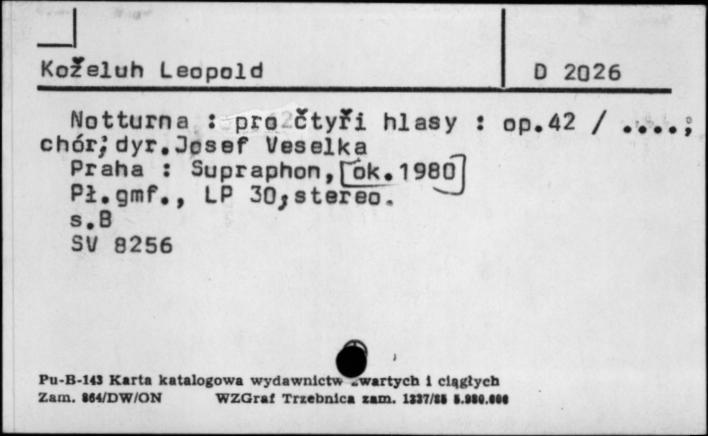 Koželuh Leopold D 2026
Notturna : pro čtyři hlasy : op.42 / ....;
chór; dyr.Josef Veselka
Praha : Supraphon, [ok.1980]
Pł.gmf., LP 30,stereo.
s.B
SV 8256
Pu-B-143 Karta katalogowa wydawnictw zwartych i ciągłych
Zam. 864/DW/ON WZGraf Trzebnica zam. 1337/85